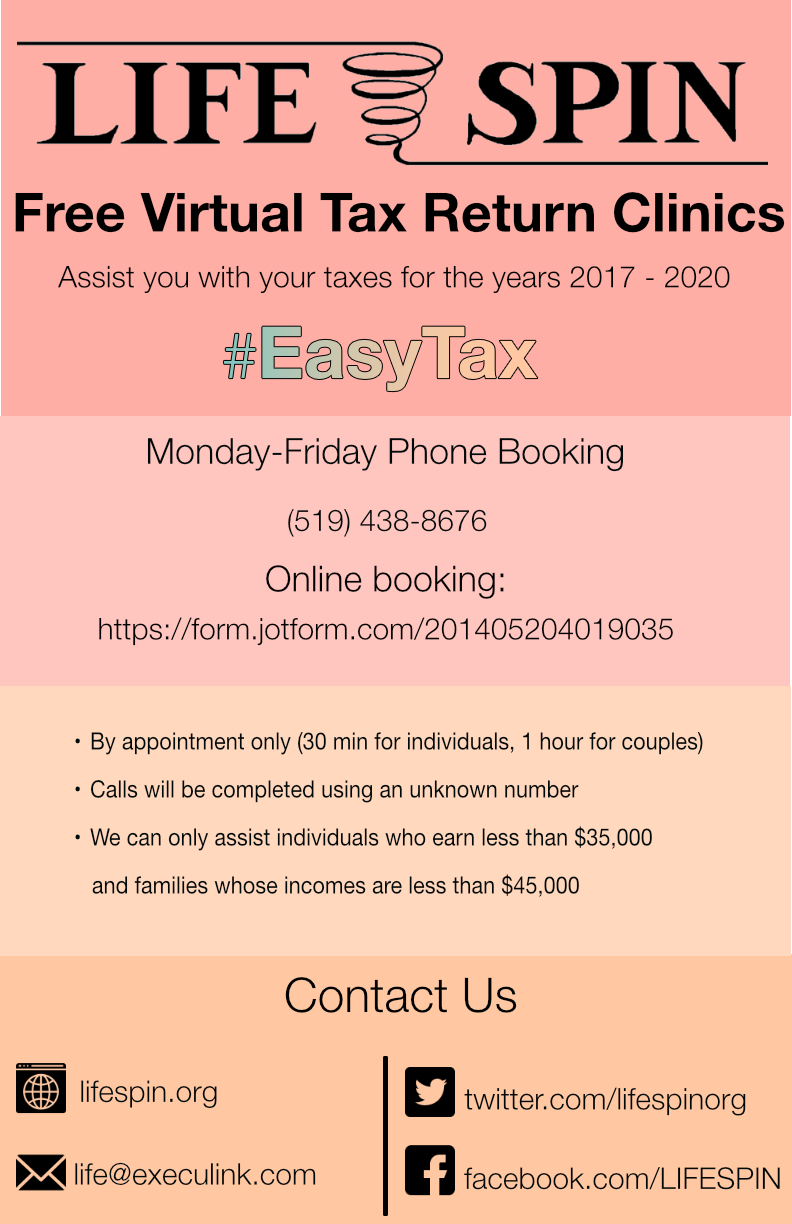 LIFE SPIN
Free Virtual Tax Return Clinics
Assist you with your taxes for the years 2017 - 2020
#EasyTax
Monday-Friday Phone Booking
(519) 438-8676
Online booking:
https://form.jotform.com/201405204019035
• By appointment only (30 min for individuals, 1 hour for couples)
• Calls will be completed using an unknown number
• We can only assist individuals who earn less than $35,000
and families whose incomes are less than $45,000
Contact Us
lifespin.org
life@execulink.com
twitter.com/lifespinorg
facebook.com/LIFESPIN